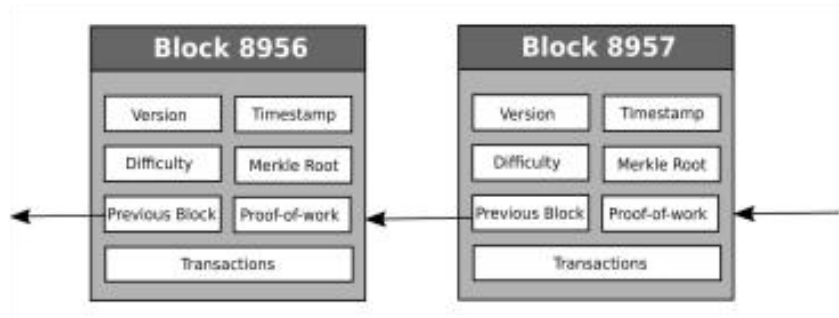 Block 8956
Version
Timestamp
Difficulty
Merkle Root
Previous Block
Proof-of-work
Transactions
Block 8957
Version
Timestamp
Difficulty
Merkle Root
Previous Block
Proof-of-work
Transactions